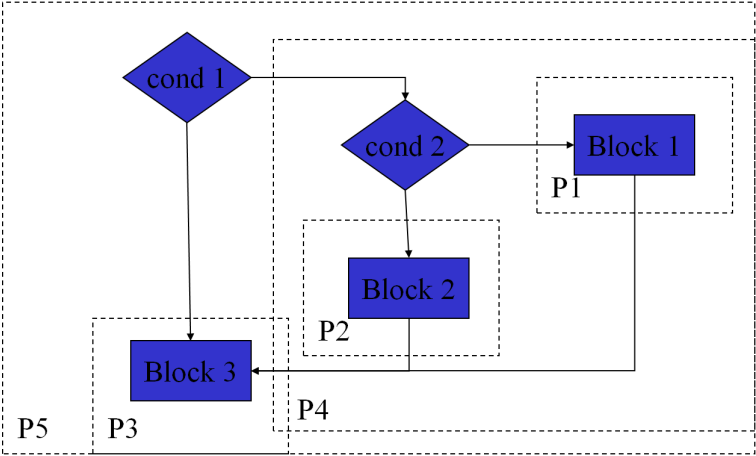 cond 1
cond 2
Block 1
P1
Block 2
P2
Block 3
P4
P5
P3